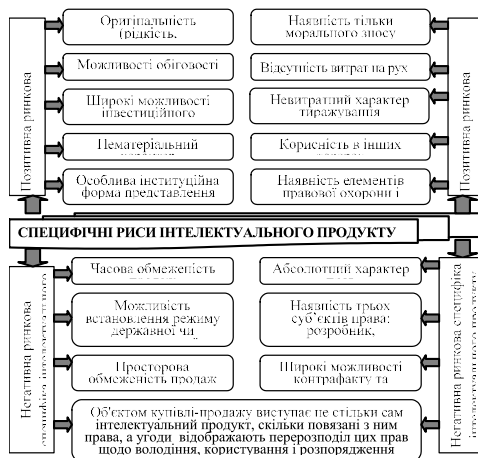 Оригінальність
(рідкість,
Наявність тільки
морального зносу
Можливості обіговості
Відсутність витрат на рух
Широкі можливості
інвестиційного
Невитратний характер
тиражування
Нематеріальний
Корисність в інших
Особлива інституційна
форма представлення
Наявність елементів
правової охорони і
Позитивна ринкова
Позитивна ринкова
СПЕЦИФІЧНІ РИСИ ІНТЕЛЕКТУАЛЬНОГО ПРОДУКТУ
Часова обмеженість
Абсолютний характер
Можливість
встановлення режиму
державної чи
Наявність трьох
суб'єктів права:
розробник,
Просторова
обмеженість продаж
Широкі можливості
контрафакту та
Об'єктом купівлі-продажу виступає не стільки сам
інтелектуальний продукт, скільки повязані з ним
права, а угоди відображають перерозподіл цих прав
щодо володіння, користування і розпорядження
Негативна ринкова
Негативна ринкова специфіка
інтелектуального продукту